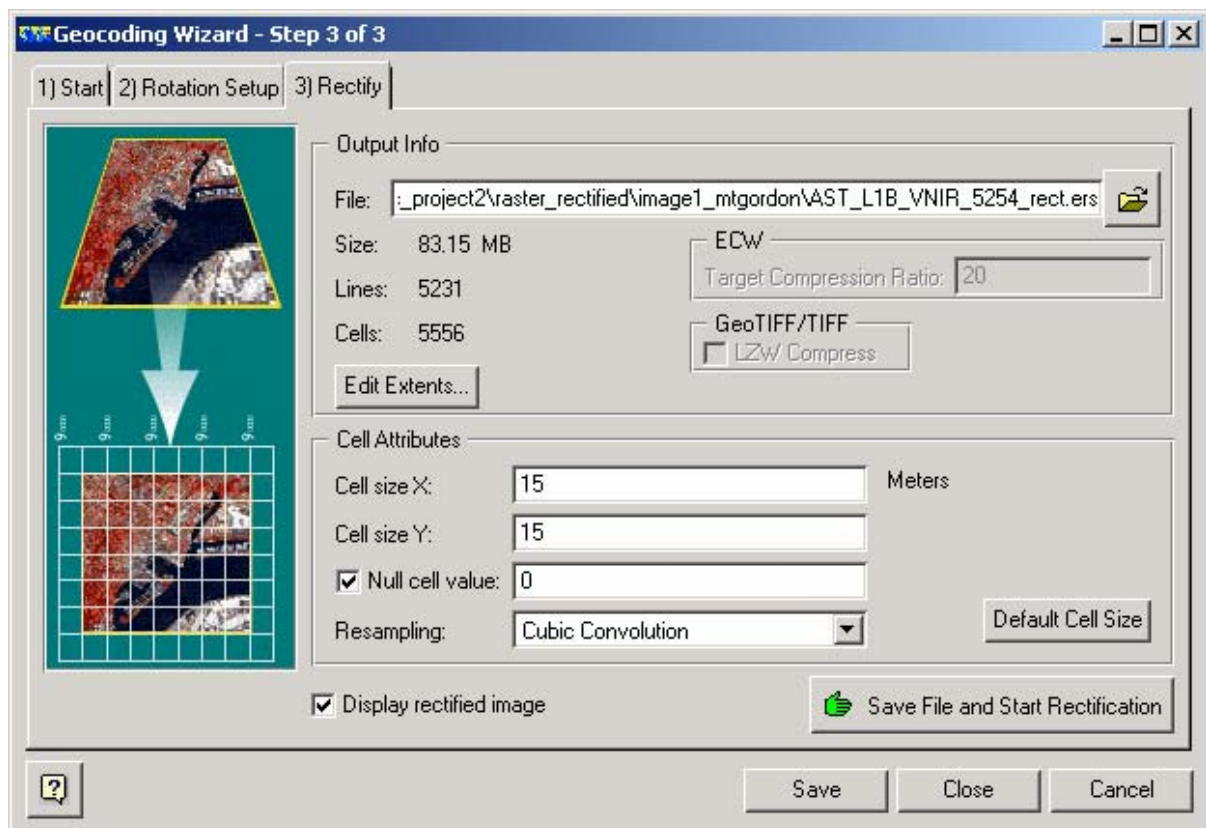 Geocoding Wizard - Step 3 of 3
1) Start
2) Rotation Setup
3) Rectify
Output Info
File: :_project2\raster_rectified\image1_mtgordon\AST_L1B_VNIR_5254_rect.ers
Size: 83.15 MB
Lines: 5231
Cells: 5556
Edit Extents...
ECW
Target Compression Ratio: 20
GeoTIFF/TIFF
LZW Compress
Cell Attributes
Cell size X: 15 Meters
Cell size Y: 15
Null cell value: 0
Resampling: Cubic Convolution
Default Cell Size
Display rectified image
Save File and Start Rectification
Save
Close
Cancel